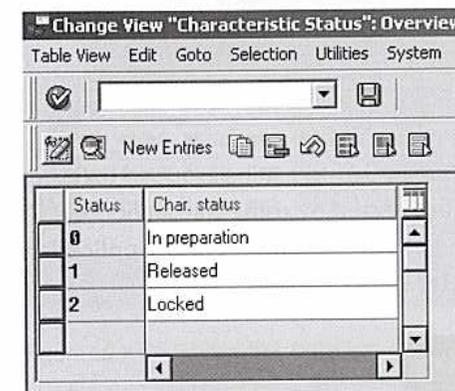 Change View "Characteristic Status": Overview
Table View Edit Goto Selection Utilities System
New Entries
Status Char. status
0 In preparation
1 Released
2 Locked